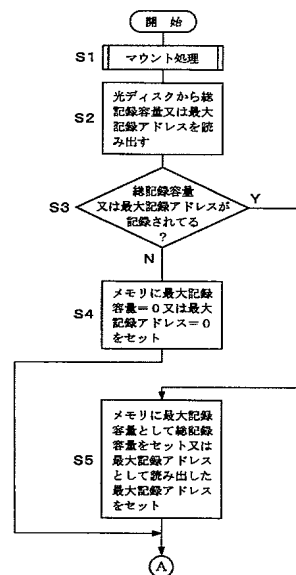 開 始
S1
マウント処理
S2
光ディスクから総
記録容量又は最大
記録アドレスを読
み出す
S3
総記録容量
又は最大記録アドレスが
記録されてる
?
Y
N
S4
メモリに最大記録
容量=0又は最大
記録アドレス=0
をセット
S5
メモリに最大記録
容量として総記録
容量をセット又は
最大記録アドレス
として読み出した
最大記録アドレス
をセット
A